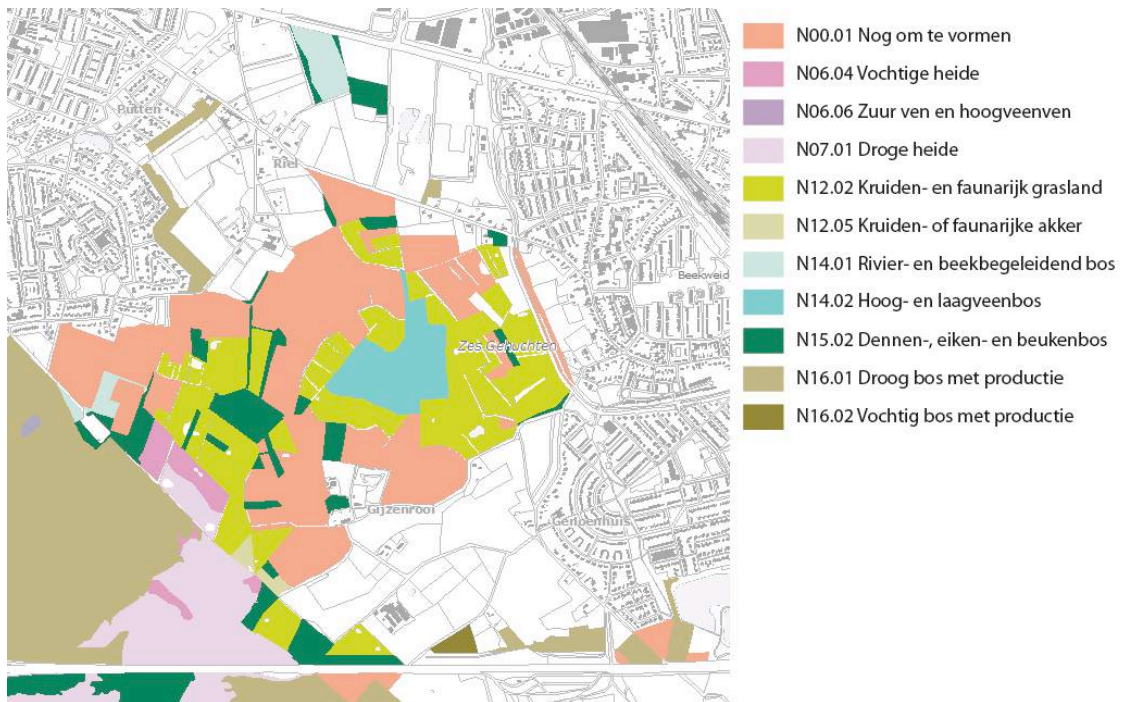 Putten
Riel
Beekweide
Zes Gehuchten
Gijzenrooi
Genoenhuis
N00.01 Nog om te vormen
N06.04 Vochtige heide
N06.06 Zuur ven en hoogveenven
N07.01 Droge heide
N12.02 Kruiden- en faunarijk grasland
N12.05 Kruiden- of faunarijke akker
N14.01 Rivier- en beekbegeleidend bos
N14.02 Hoog- en laagveenbos
N15.02 Dennen-, eiken- en beukenbos
N16.01 Droog bos met productie
N16.02 Vochtig bos met productie